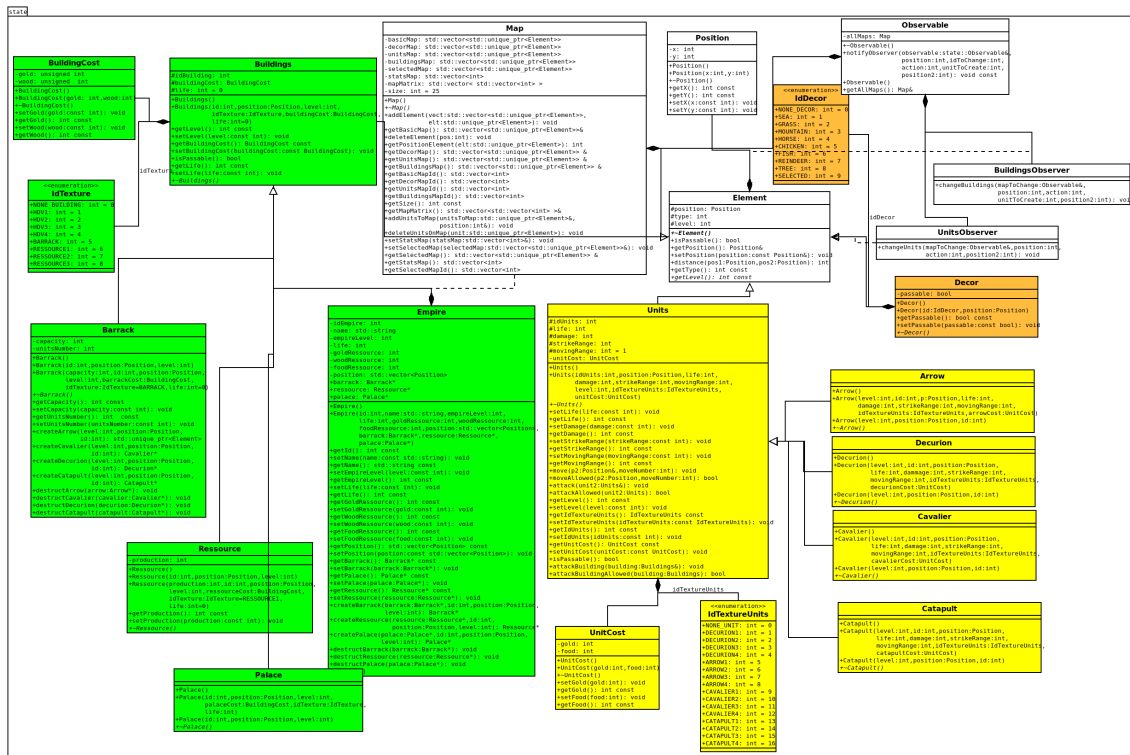 state
BuildingCost
-gold: unsigned int
-wood: unsigned int
+BuildingCost()
+BuildingCost(gold: int,wood:int)
+~BuildingCost()
+setGold(gold:const int): void
+getGold(): int const
+setWood(wood:const int): void
+getWood(): int const
Buildings
#idBuilding: int
#buildingCost: BuildingCost
#life: int = 0
+Buildings()
+Buildings(id:int,position:Position,level:int,
idTexture:IdTexture,buildingCost:BuildingCost,
life:int=0)
+getLevel(): int const
+setLevel(level:const int): void
+getBuildingCost(): BuildingCost const
+setBuildingCost(buildingCost:const BuildingCost): void
+isPassable(): bool
+getLife(): int const
+setLife(life:const int): void
+~Buildings()
idTexture
<<enumeration>>
IdTexture
+NONE_BUILDING: int = 0
+HDV1: int = 1
+HDV2: int = 2
+HDV3: int = 3
+HDV4: int = 4
+BARRACK: int = 5
+RESSOURCE1: int = 6
+RESSOURCE2: int = 7
+RESSOURCE3: int = 8
Map
-basicMap: std::vector<std::unique_ptr<Element>>
-decorMap: std::vector<std::unique_ptr<Element>>
-unitsMap: std::vector<std::unique_ptr<Element>>
-buildingsMap: std::vector<std::unique_ptr<Element>>
-selectedMap: std::vector<std::unique_ptr<Element>>
-statsMap: std::vector<int>
-mapMatrix: std::vector< std::vector<int> >
-size: int = 25
+Map()
+~Map()
+addElement(vect:std::vector<std::unique_ptr<Element>>,
elt:std::unique_ptr<Element>): void
+getBasicMap(): std::vector<std::unique_ptr<Element>>&
+deleteElement(pos:int): void
+getPositionElement(elt:std::unique_ptr<Element>): int
+getDecorMap(): std::vector<std::unique_ptr<Element>> &
+getUnitsMap(): std::vector<std::unique_ptr<Element>> &
+getBuildingsMap(): std::vector<std::unique_ptr<Element>> &
+getBasicMapId(): std::vector<int>
+getDecorMapId(): std::vector<int>
+getUnitsMapId(): std::vector<int>
+getBuildingsMapId(): std::vector<int>
+getSize(): int const
+getMapMatrix(): std::vector<std::vector<int> >&
+addUnitsToMap(unitsMap:std::vector<std::unique_ptr<Element>>&,
position:int&): void
+deleteUnitsOnMap(unit:std::unique_ptr<Element>): void
+setStatsMap(statsMap:std::vector<int>&): void
+setSelectedMap(selectedMap:std::vector<std::unique_ptr<Element>>&): void
+getSelectedMap(): std::vector<std::unique_ptr<Element>> &
+getStatsMap(): std::vector<int>
+getSelectedMapId(): std::vector<int>
Position
-x: int
-y: int
+Position()
+Position(x:int,y:int)
+~Position()
+getX(): int const
+getY(): int const
+setX(x:const int): void
+sety(y:const int): void
<<enumeration>>
IdDecor
+NONE_DECOR: int = 0
+SEA: int = 1
+GRASS: int = 2
+MOUNTAIN: int = 3
+HORSE: int = 4
+CHICKEN: int = 5
+FISH: int = 6
+REINDEER: int = 7
+TREE: int = 8
+SELECTED: int = 9
Observable
-allMaps: Map
+~Observable()
+notifyObserver(observable:state::Observable&,
position:int,idToChange:int,
action:int,unitToCreate:int,
position2:int): void const
+Observable()
+getAllMaps(): Map&
BuildingsObserver
+changeBuildings(mapToChange:Observable&,
position:int,action:int,
unitToCreate:int,position2:int): void
idDecor
UnitsObserver
+changeUnits(mapToChange:Observable&,position:int,
action:int,position2:int): void
Element
#position: Position
#type: int
#level: int
+~Element()
+isPassable(): bool
+getPosition(): Position&
+setPosition(position:const Position&): void
+distance(pos1:Position,pos2:Position): int
+getType(): int const
+getLevel(): int const
Decor
-passable: bool
+Decor()
+Decor(id:IdDecor,position:Position)
+getPassable(): bool const
+setPassable(passable:const bool): void
+~Decor()
Barrack
-capacity: int
-unitsNumber: int
+Barrack()
+Barrack(id:int,position:Position,level:int)
+Barrack(capacity:int,id:int,position:Position,
level:int,barrackCost:BuildingCost,
idTexture:IdTexture=BARRACK,life:int=0)
+~Barrack()
+getCapacity(): int const
+setCapacity(capacity:const int): void
+getUnitsNumber(): int const
+setUnitsNumber(unitsNumber:const int): void
+createArrow(level:int,position:Position,
id:int): std::unique_ptr<Element>
+createCavalier(level:int,position:Position,
id:int): Cavalier*
+createDecurion(level:int,position:Position,
id:int): Decurion*
+createCatapult(level:int,position:Position,
id:int): Catapult*
+destructArrow(arrow:Arrow*): void
+destructCavalier(cavalier:Cavalier*): void
+destructDecurion(decurion:Decurion*): void
+destructCatapult(catapult:Catapult*): void
Empire
-idEmpire: int
-name: std::string
-empireLevel: int
-life: int
-goldRessource: int
-woodRessource: int
-foodRessource: int
-position: std::vector<Position>
+barrack: Barrack*
+ressource: Ressource*
+palace: Palace*
+Empire()
+Empire(id:int,name:std::string,empireLevel:int,
life:int,goldRessource:int,woodRessource:int,
foodRessource:int,position:std::vector<Position>,
barrack:Barrack*,ressource:Ressource*,
palace:Palace*)
+getId(): int const
+setName(name:const std::string): void
+getName(): std::string const
+setEmpireLevel(level:const int): void
+getEmpireLevel(): int const
+setLife(life:const int): void
+getLife(): int const
+getGoldRessource(): int const
+setGoldRessource(gold:const int): void
+getWoodRessource(): int const
+setWoodRessource(wood:const int): void
+getFoodRessource(): int const
+setFoodRessource(food:const int): void
+getPosition(): std::vector<Position> const
+setPosition(postion:const std::vector<Position>): void
+getBarrack(): Barrack* const
+setBarrack(barrack:Barrack*): void
+getPalace(): Palace* const
+setPalace(palace:Palace*): void
+getRessource(): Ressource* const
+setRessource(ressource:Ressource*): void
+createBarrack(barrack:Barrack*,id:int,position:Position,
level:int): Barrack*
+createRessource(ressource:Ressource*,id:int,
position:Position,level:int): Ressource*
+createPalace(palace:Palace*,id:int,position:Position,
level:int): Palace*
+destructBarrack(barrack:Barrack*): void
+destructRessource(ressource:Ressource*): void
+destructPalace(palace:Palace*): void
Units
#idUnits: int
#life: int
#damage: int
#strikeRange: int
#movingRange: int = 1
-unitCost: UnitCost
+Units()
+Units(idUnits:int,position:Position,life:int,
damage:int,strikeRange:int,movingRange:int,
level:int,idTextureUnits:IdTextureUnits,
unitCost:UnitCost)
+~Units()
+setLife(life:const int): void
+getLife(): int const
+setDamage(damage:const int): void
+getDamage(): int const
+setStrikeRange(strikeRange:const int): void
+getStrikeRange(): int const
+setMovingRange(movingRange:const int): void
+getMovingRange(): int const
+move(p2:Position&,moveNumber:int): void
+moveAllowed(p2:Position,moveNumber:int): bool
+attack(unit2:Units&): void
+attackAllowed(unit2:Units): bool
+getLevel(): int const
+setLevel(level:const int): void
+getIdTextureUnits(): IdTextureUnits const
+setIdTextureUnits(idTextureUnits:const IdTextureUnits): void
+getIdUnits(): int const
+setIdUnits(idUnits:const int): void
+getUnitCost(): UnitCost const
+setUnitCost(unitCost:const UnitCost): void
+isPassable(): bool
+attackBuilding(building:Buildings&): void
+attackBuildingAllowed(building:Buildings): bool
Arrow
+Arrow()
+Arrow(level:int,id:int,p:Position,life:int,
damage:int,strikeRange:int,movingRange:int,
idTextureUnits:IdTextureUnits,arrowCost:UnitCost)
+Arrow(level:int,position:Position,id:int)
+~Arrow()
Decurion
+Decurion()
+Decurion(level:int,id:int,position:Position,
life:int,dammage:int,strikeRange:int,
movingRange:int,idTextureUnits:IdTextureUnits,
decurionCost:UnitCost)
+Decurion(level:int,position:Position,id:int)
+~Decurion()
Cavalier
+Cavalier()
+Cavalier(level:int,id:int,position:Position,
life:int,damage:int,strikeRange:int,
movingRange:int,idTextureUnits:IdTextureUnits,
cavalierCost:UnitCost)
+Cavalier(level:int,position:Position,id:int)
+~Cavalier()
Catapult
+Catapult()
+Catapult(level:int,id:int,position:Position,
life:int,damage:int,strikeRange:int,
movingRange:int,idTextureUnits:IdTextureUnits,
catapultCost:UnitCost)
+Catapult(level:int,position:Position,id:int)
+~Catapult()
Ressource
-production: int
+Ressource()
+Ressource(id:int,position:Position,level:int)
+Ressource(production:int,id:int,position:Position,
level:int,ressourceCost:BuildingCost,
idTexture:IdTexture=RESSOURCE1,
life:int=0)
+getProduction(): int const
+setProduction(production:const int): void
+~Ressource()
Palace
+Palace()
+Palace(id:int,position:Position,level:int,
palaceCost:BuildingCost,idTexture:IdTexture,
life:int)
+Palace(id:int,position:Position,level:int)
+~Palace()
UnitCost
-gold: int
-food: int
+UnitCost()
+UnitCost(gold:int,food:int)
+~UnitCost()
+setGold(gold:int): void
+getGold(): int const
+setFood(food:int): void
+getFood(): int const
idTextureUnits
<<enumeration>>
IdTextureUnits
+NONE_UNIT: int = 0
+DECURION1: int = 1
+DECURION2: int = 2
+DECURION3: int = 3
+DECURION4: int = 4
+ARROW1: int = 5
+ARROW2: int = 6
+ARROW3: int = 7
+ARROW4: int = 8
+CAVALIER1: int = 9
+CAVALIER2: int = 10
+CAVALIER3: int = 11
+CAVALIER4: int = 12
+CATAPULT1: int = 13
+CATAPULT2: int = 14
+CATAPULT3: int = 15
+CATAPULT4: int = 16